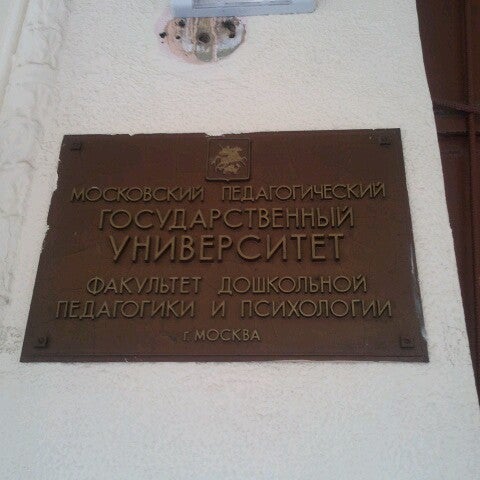 МОСКОВСКИЙ ПЕДАГОГИЧЕСКИЙ
ГОСУДАРСТВЕННЫЙ
УНИВЕРСИТЕТ
ФАКУЛЬТЕТ ДОШКОЛЬНОЙ
ПЕДАГОГИКИ И ПСИХОЛОГИИ
Г. МОСКВА